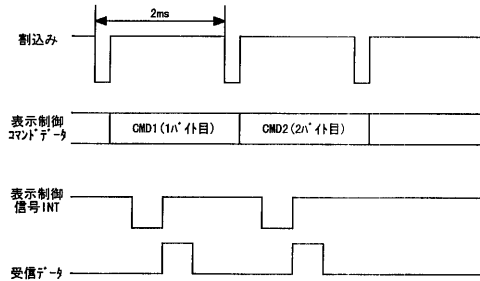 2ms
割込み
表示制御
コマンドデータ
CMD1(1バイト目)
CMD2(2バイト目)
表示制御
信号INT
受信データ